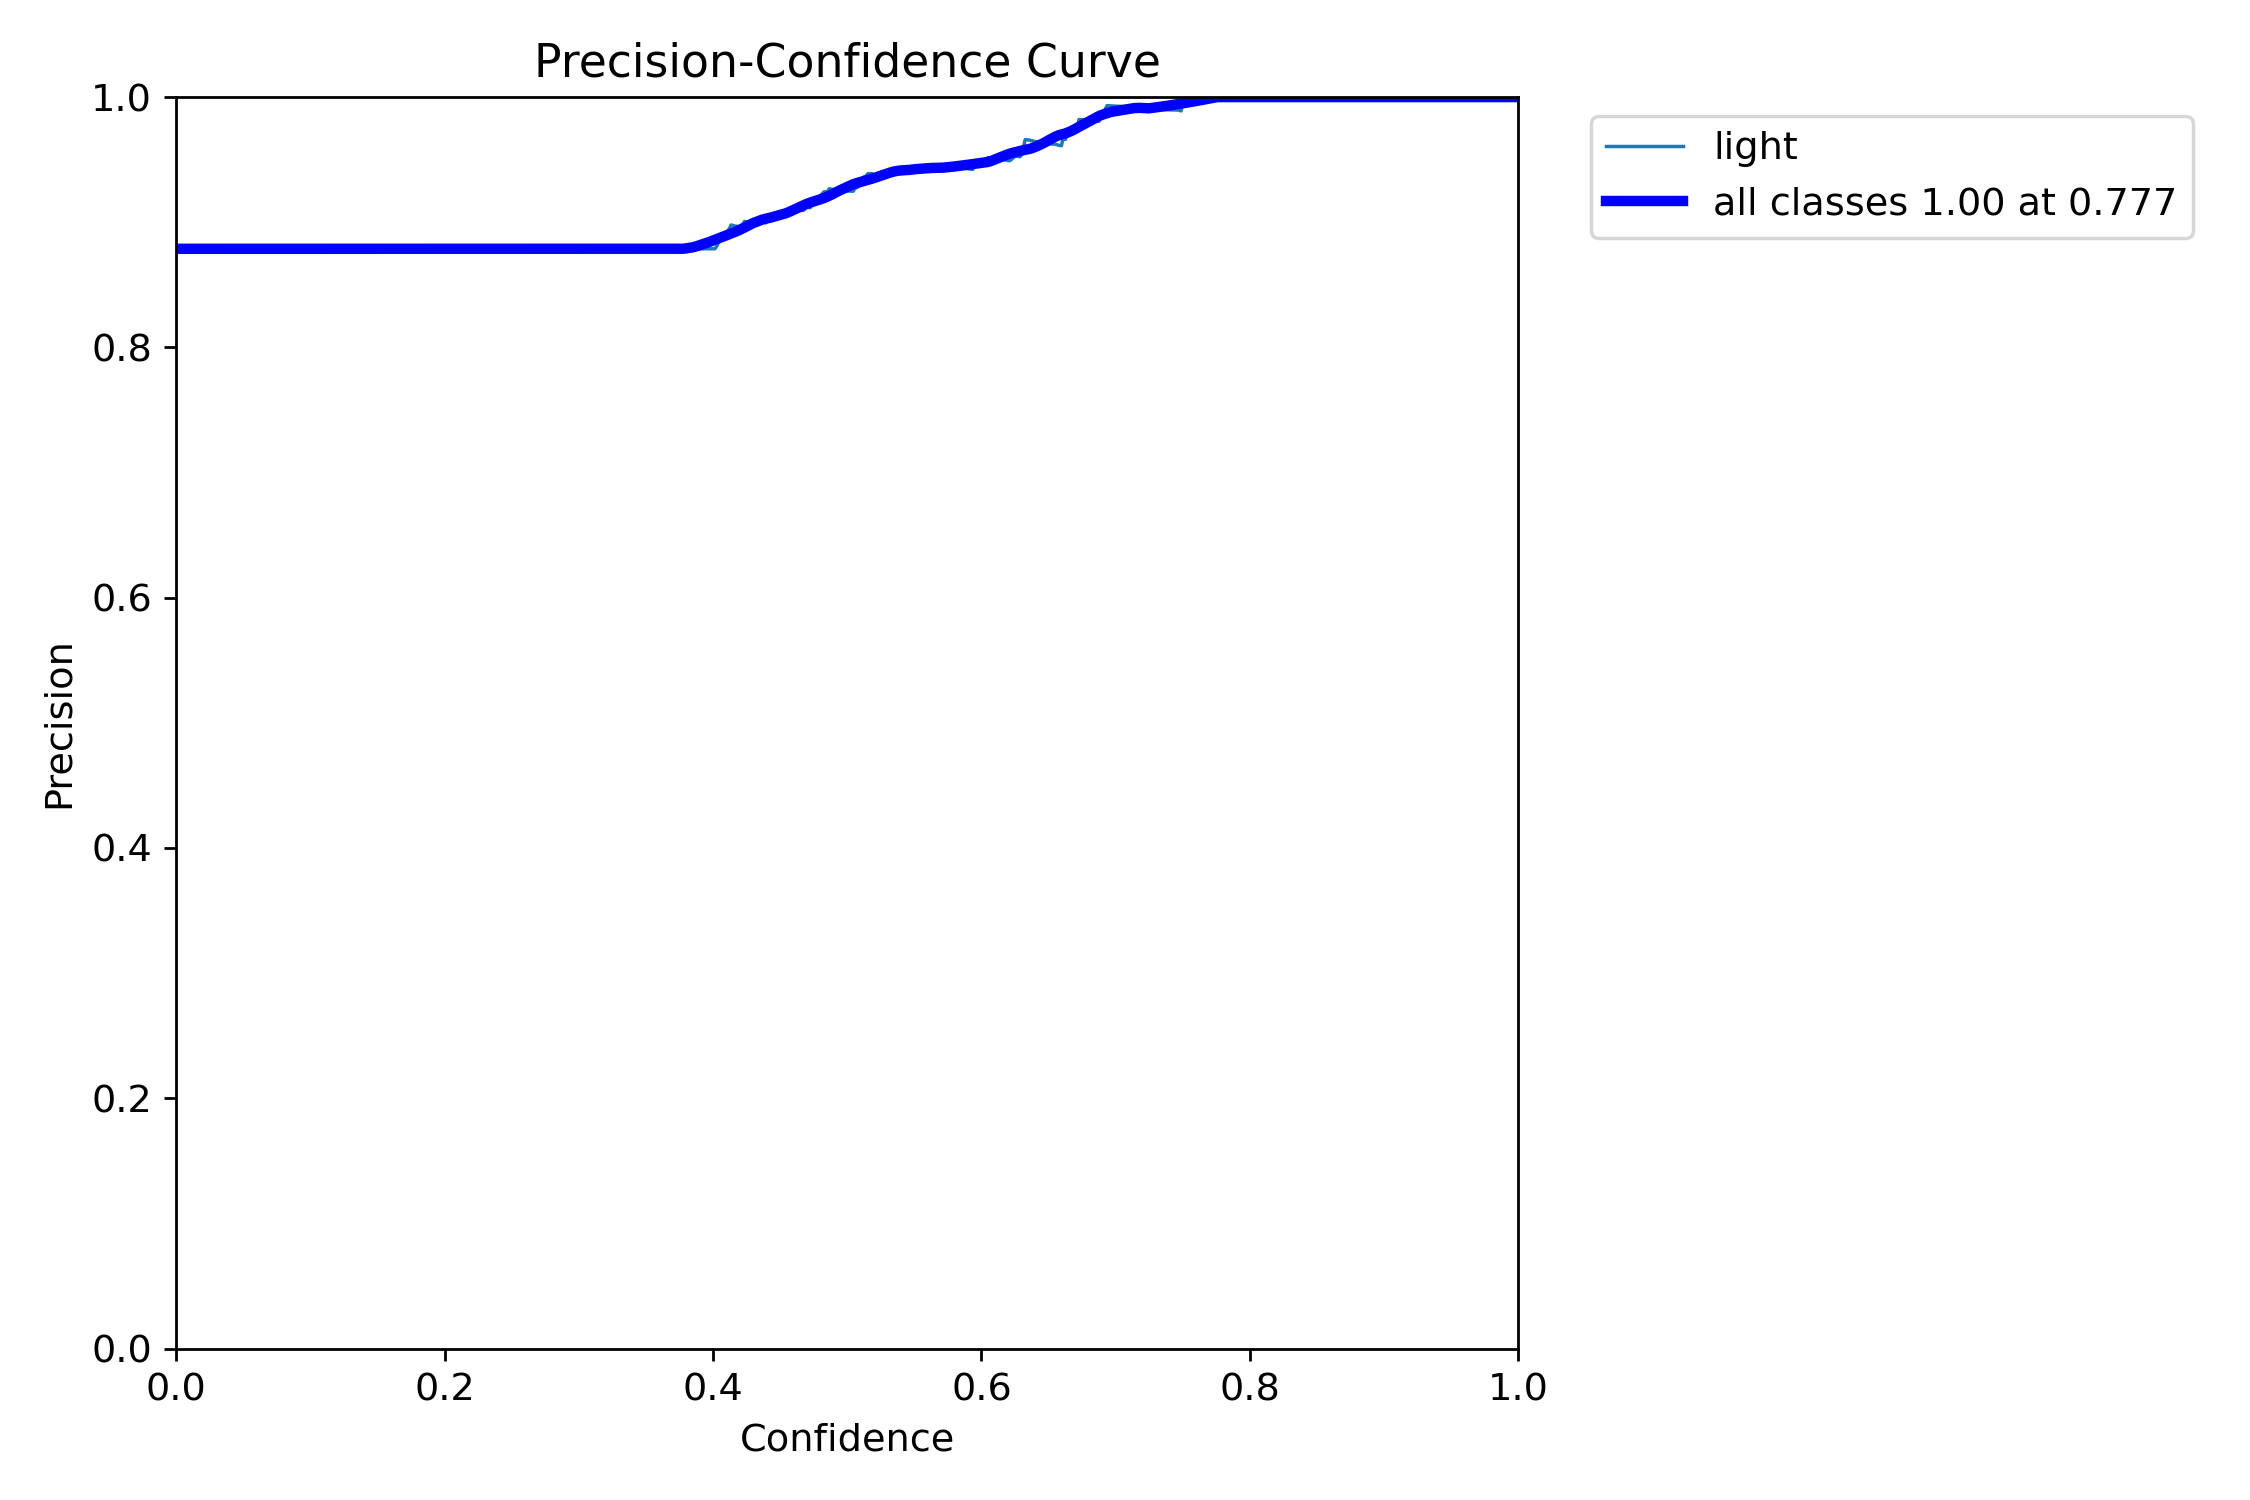 Precision-Confidence Curve
1.0
0.8
0.6
0.4
0.2
0.0
Precision
0.0 0.2 0.4 0.6 0.8 1.0
Confidence
light
all classes 1.00 at 0.777